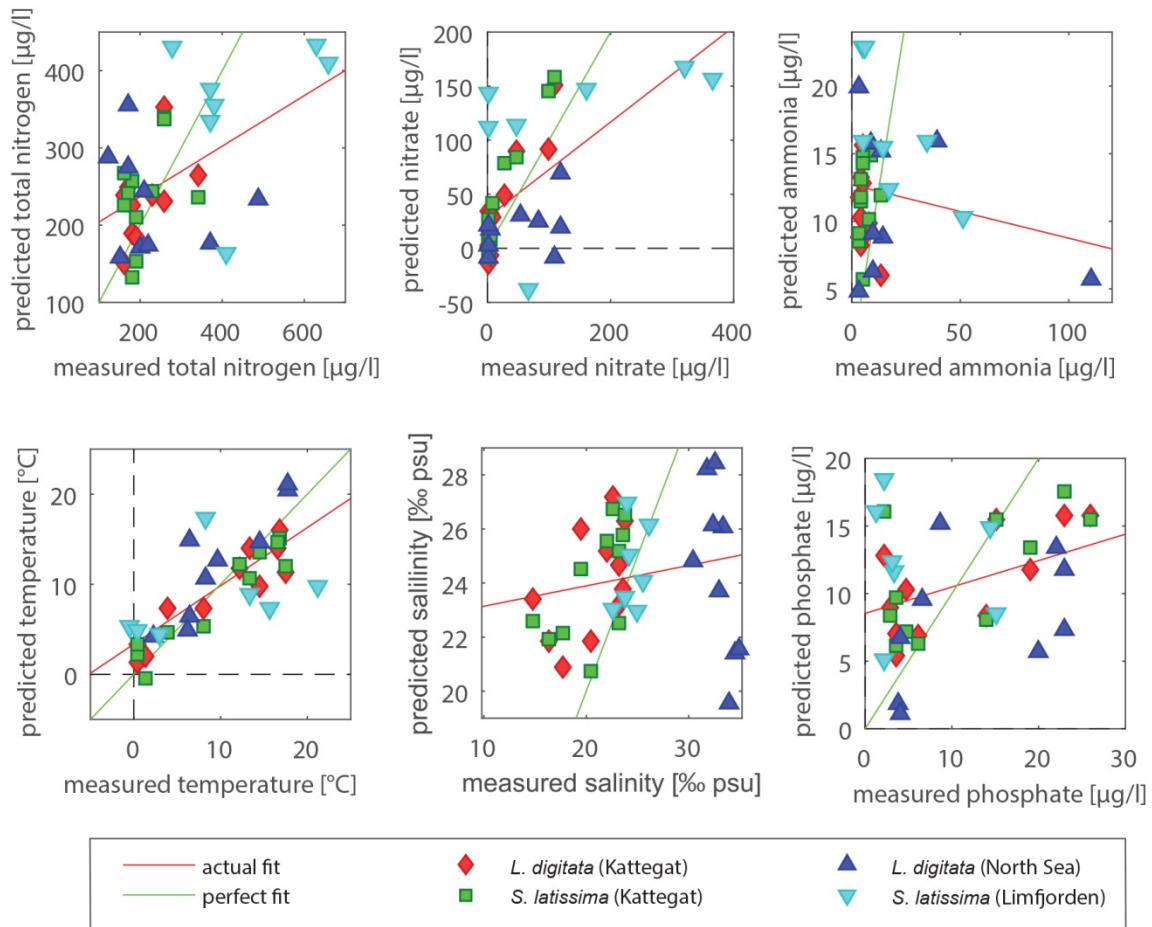 predicted total nitrogen [µg/l]
400
300
200
100
200
400
600
measured total nitrogen [µg/l]
predicted nitrate [µg/l]
200
150
100
50
0
-50
0
200
400
measured nitrate [µg/l]
predicted ammonia [µg/l]
20
15
10
5
0
50
100
measured ammonia [µg/l]
predicted temperature [°C]
20
10
0
0
10
20
measured temperature [°C]
predicted salilinity [‰ psu]
28
26
24
22
20
10
20
30
measured salinity [‰ psu]
predicted phosphate [µg/l]
20
15
10
5
0
0
10
20
30
measured phosphate [µg/l]
actual fit
L. digitata (Kattegat)
L. digitata (North Sea)
perfect fit
S. latissima (Kattegat)
S. latissima (Limfjorden)